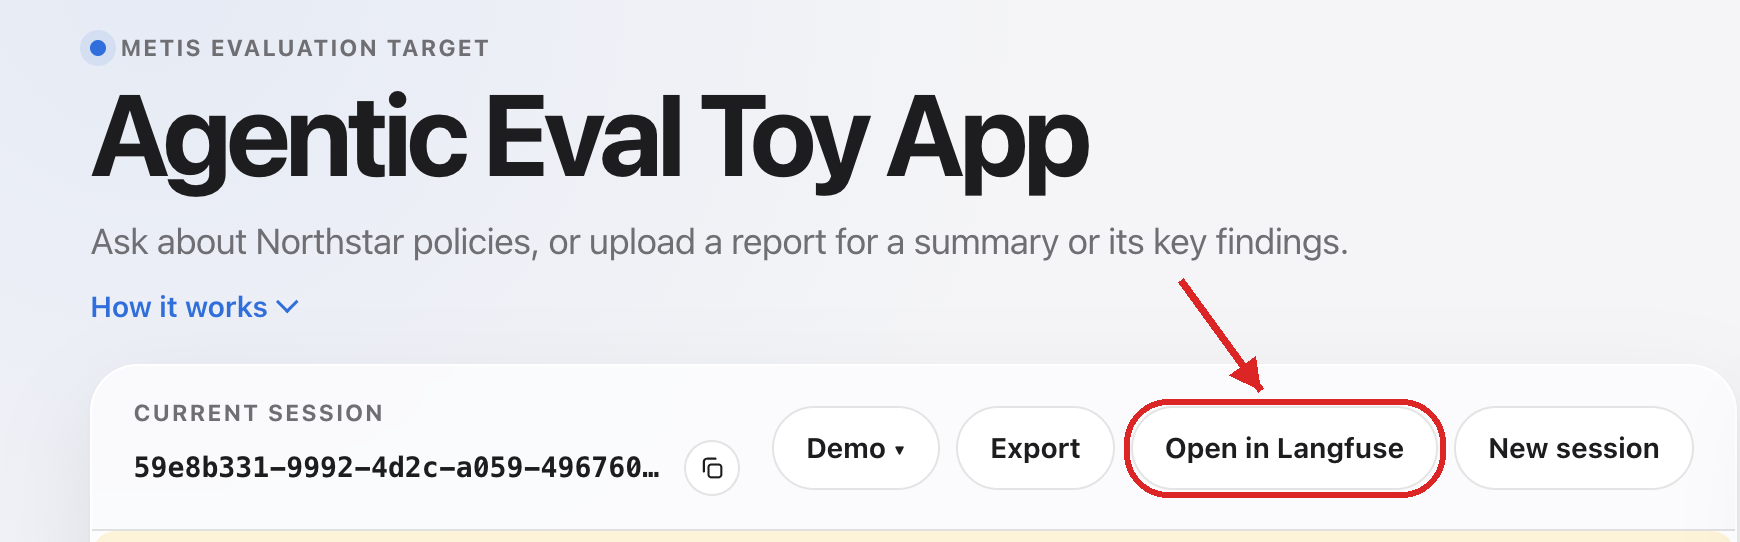 METIS EVALUATION TARGET
Agentic Eval Toy App
Ask about Northstar policies, or upload a report for a summary or its key findings.
How it works
CURRENT SESSION
59e8b331-9992-4d2c-a059-496760…
Demo ▾
Export
Open in Langfuse
New session